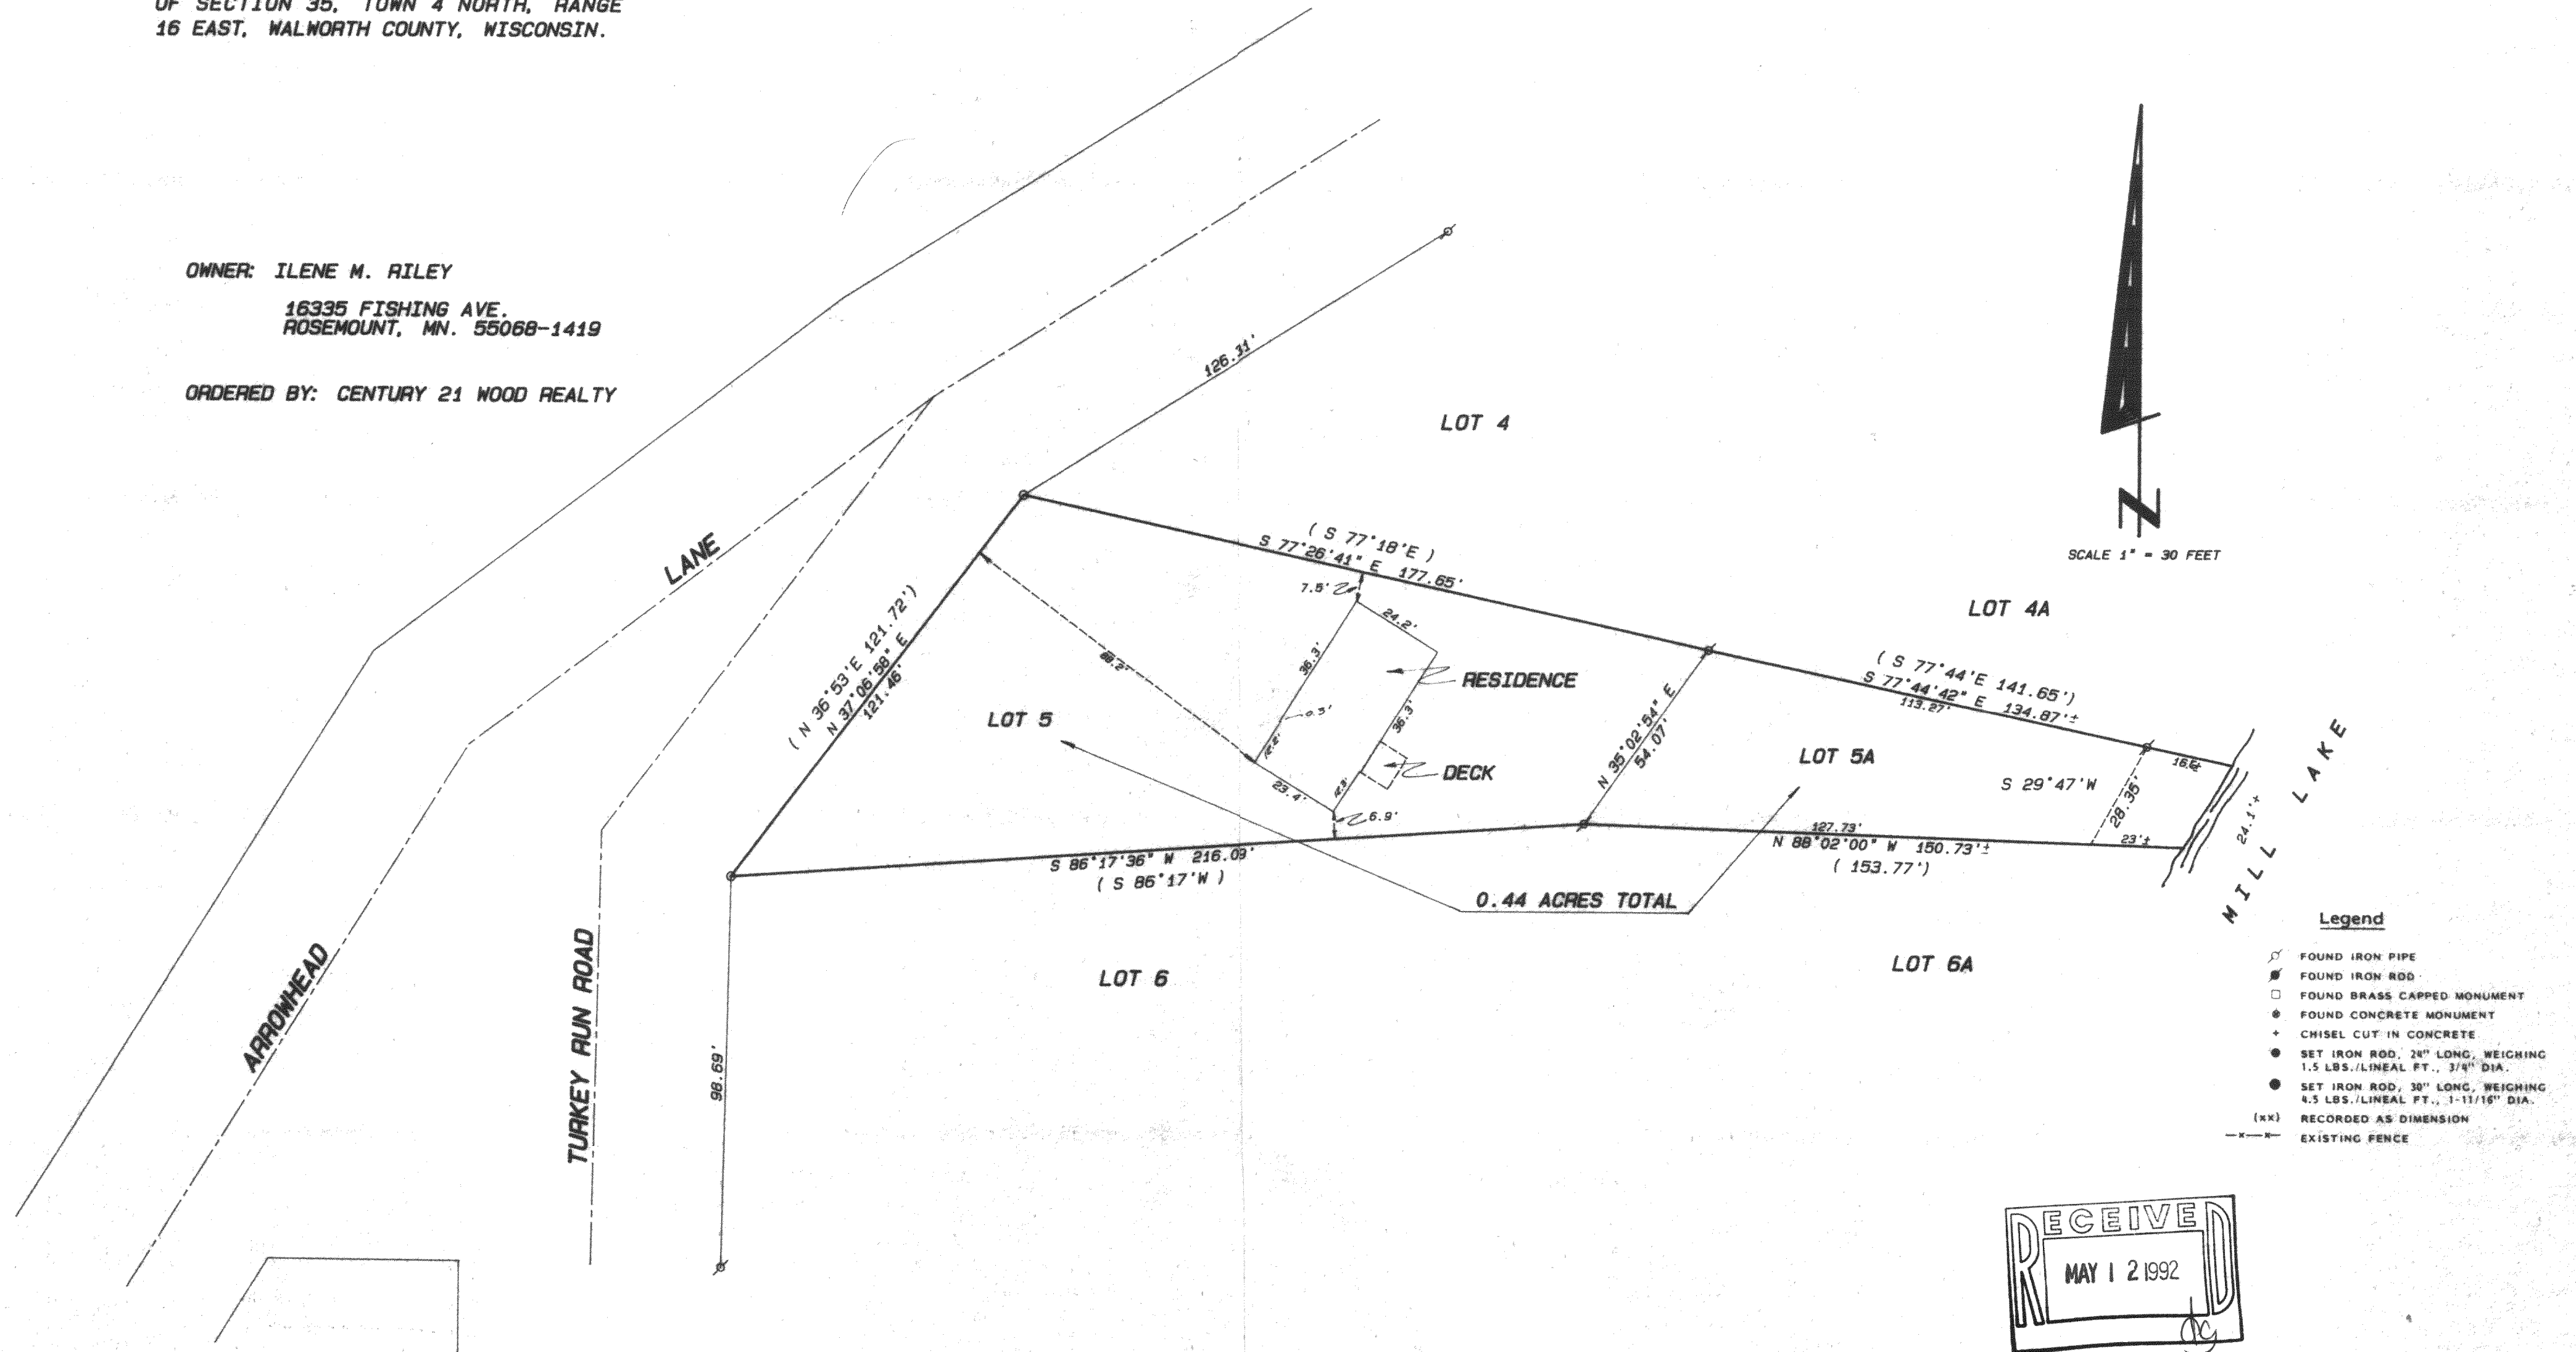 OF SECTION 35, TOWN 4 NORTH, RANGE
16 EAST, WALWORTH COUNTY, WISCONSIN.
OWNER: ILENE M. RILEY
16335 FISHING AVE.
ROSEMOUNT, MN. 55068-1419
ORDERED BY: CENTURY 21 WOOD REALTY
126.31'
LOT 4
N
SCALE 1" = 30 FEET
LANE
( S 77°18'E )
S 77°26'41" E 177.65'
7.5'
24.2'
LOT 4A
( N 36°53'E 121.72')
N 37°06'58" E
121.46'
36.3'
RESIDENCE
( S 77°44'E 141.65')
S 77°44'42" E 134.87'±
113.27'
LOT 5
0.3'
36.3'
N 35°02'54" E
54.07'
LOT 5A
DECK
23.4'
6.9'
S 29°47'W
28.35'
23'±
24.1'±
MILL LAKE
127.73'
N 88°02'00" W 150.73'±
( 153.77')
S 86°17'36" W 216.09'
( S 86°17'W )
0.44 ACRES TOTAL
ARROWHEAD
TURKEY RUN ROAD
98.69'
LOT 6
LOT 6A
Legend
FOUND IRON PIPE
FOUND IRON ROD
FOUND BRASS CAPPED MONUMENT
FOUND CONCRETE MONUMENT
+ CHISEL CUT IN CONCRETE
SET IRON ROD, 24" LONG, WEIGHING
1.5 LBS./LINEAL FT., 3/4" DIA.
SET IRON ROD, 30" LONG, WEIGHING
4.5 LBS./LINEAL FT., 1-11/16" DIA.
(xx) RECORDED AS DIMENSION
—x—x— EXISTING FENCE
RECEIVED
MAY 12 1992